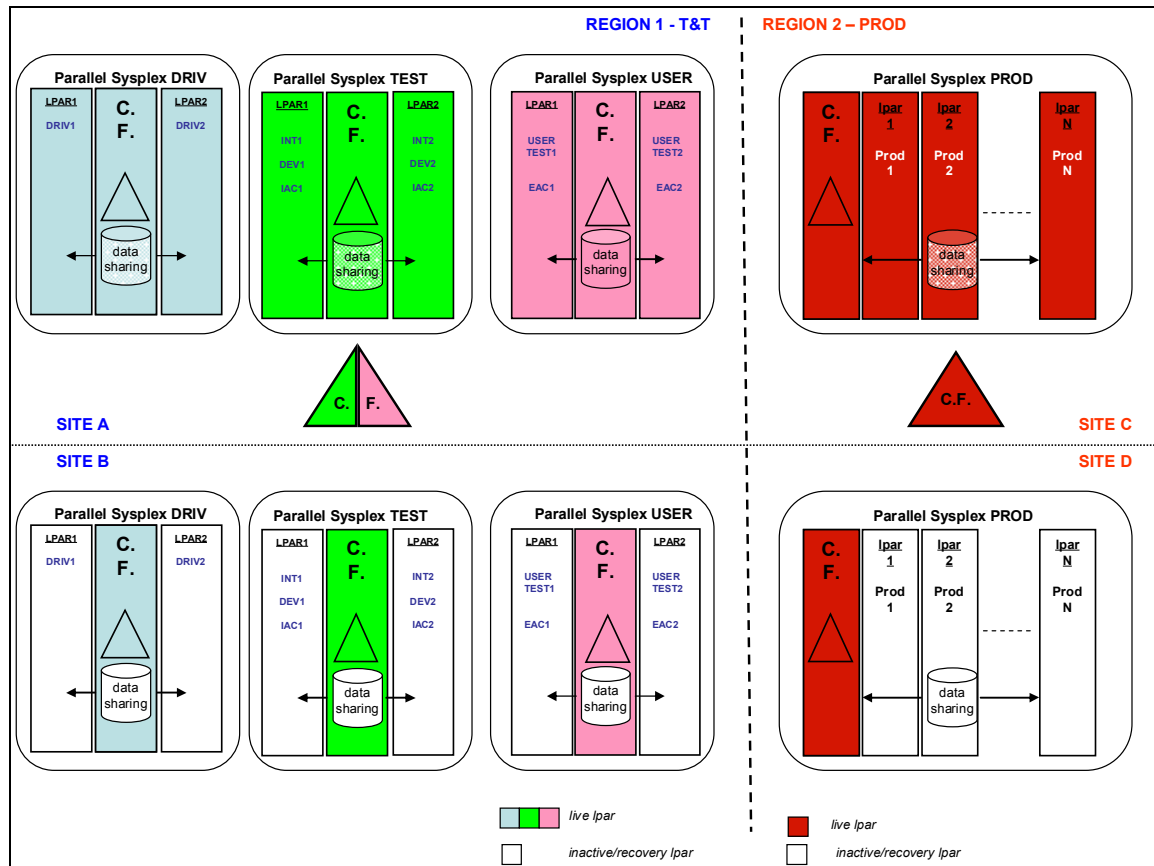 REGION 1 - T&T
REGION 2 – PROD
Parallel Sysplex DRIV
LPAR1
DRIV1
C.
F.
LPAR2
DRIV2
data
sharing
Parallel Sysplex TEST
LPAR1
INT1
DEV1
IAC1
C.
F.
LPAR2
INT2
DEV2
IAC2
data
sharing
Parallel Sysplex USER
LPAR1
USER
TEST1
EAC1
C.
F.
LPAR2
USER
TEST2
EAC2
data
sharing
Parallel Sysplex PROD
C.
F.
lpar
1
Prod
1
lpar
2
Prod
2
lpar
N
Prod
N
data
sharing
C. F.
C.F.
SITE A
SITE C
SITE B
SITE D
Parallel Sysplex DRIV
LPAR1
DRIV1
C.
F.
LPAR2
DRIV2
data
sharing
Parallel Sysplex TEST
LPAR1
INT1
DEV1
IAC1
C.
F.
LPAR2
INT2
DEV2
IAC2
data
sharing
Parallel Sysplex USER
LPAR1
USER
TEST1
EAC1
C.
F.
LPAR2
USER
TEST2
EAC2
data
sharing
Parallel Sysplex PROD
C.
F.
lpar
1
Prod
1
lpar
2
Prod
2
lpar
N
Prod
N
data
sharing
live lpar
inactive/recovery lpar
live lpar
inactive/recovery lpar